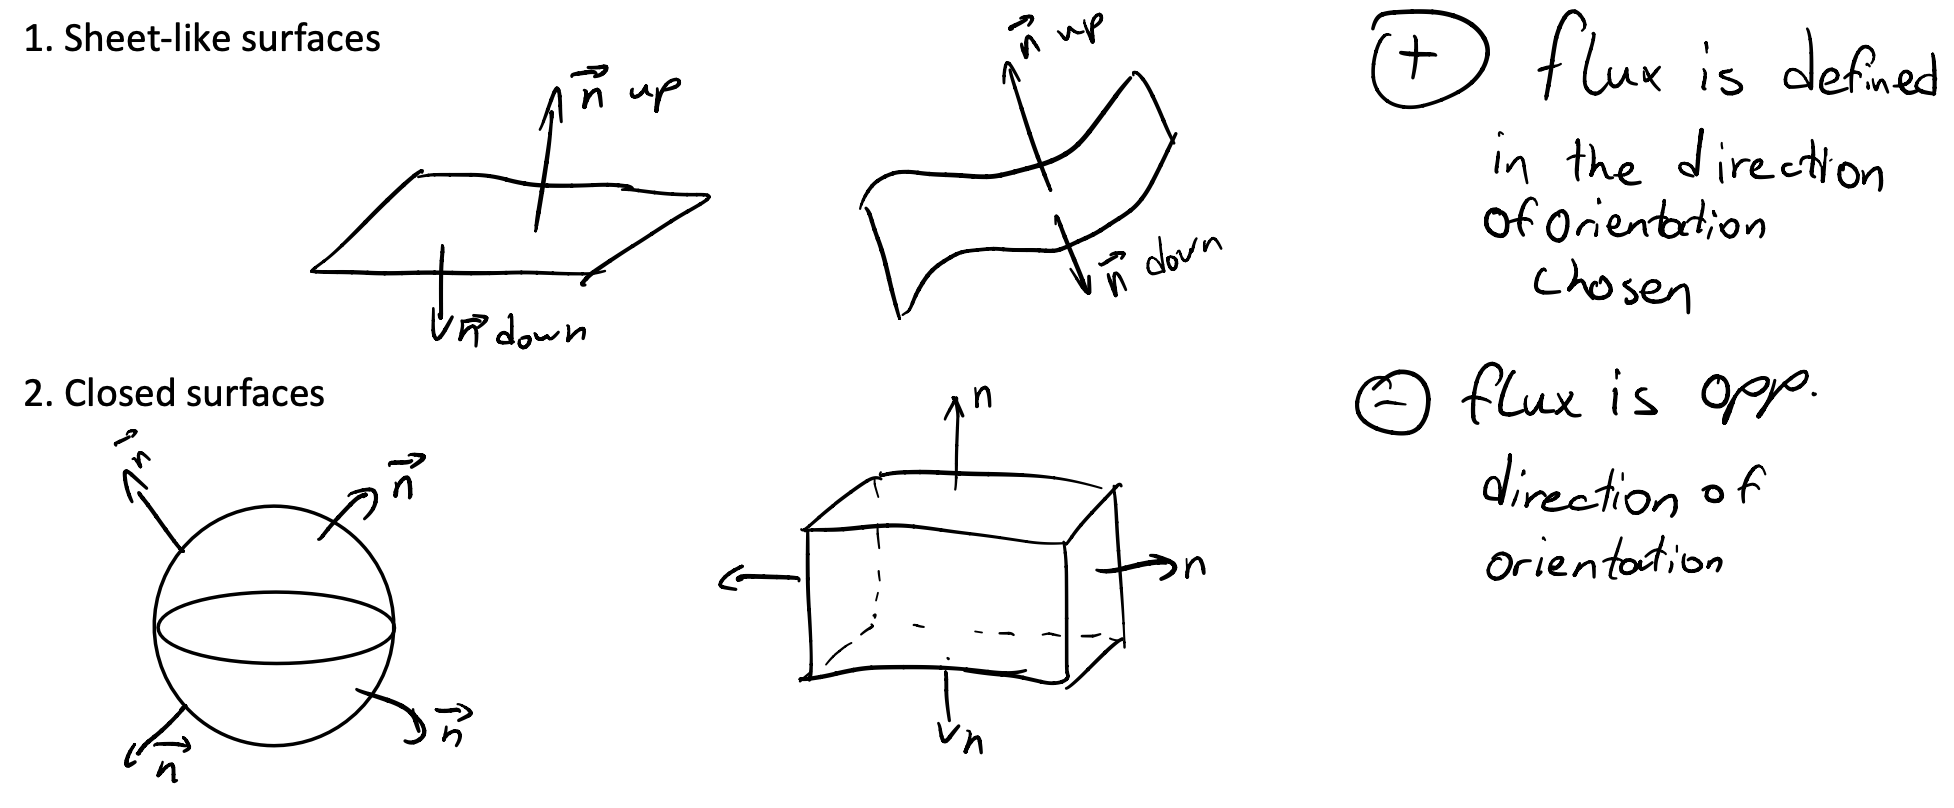 1. Sheet-like surfaces
n⃗ up
n⃗ down
n⃗ up
n⃗ down
2. Closed surfaces
n⃗
n⃗
n⃗
n⃗
n
n
n
⊕ flux is defined
in the direction
of orientation
chosen
⊖ flux is opp.
direction of
orientation